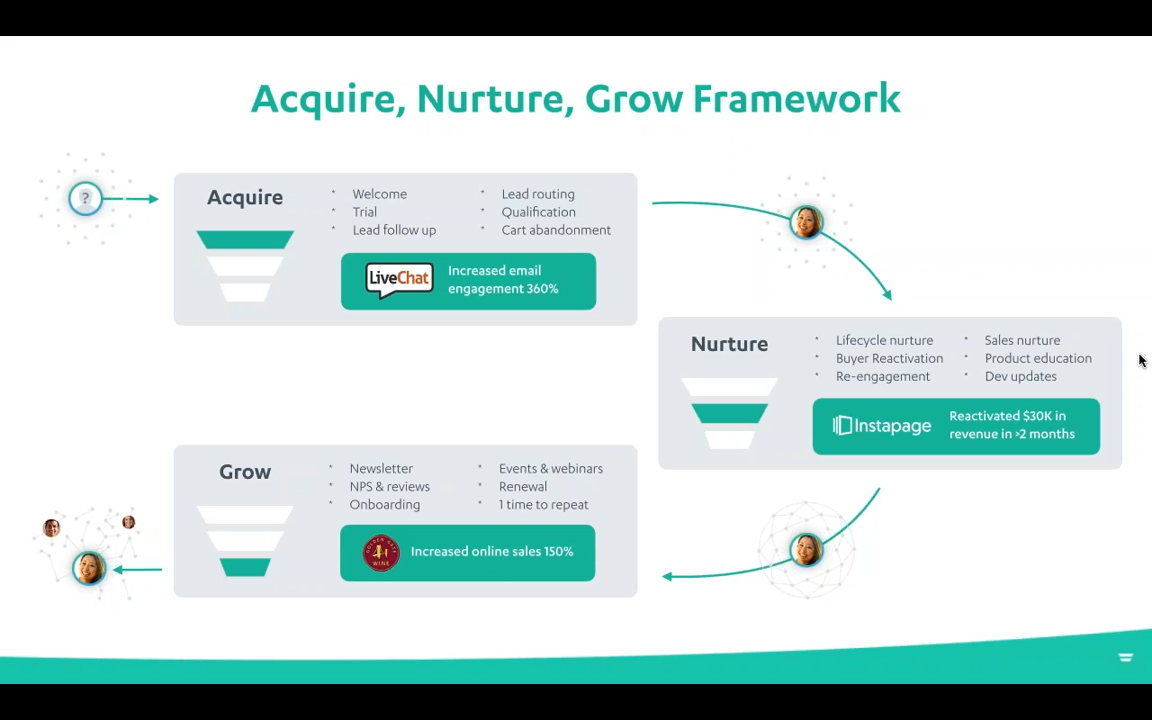 Acquire, Nurture, Grow Framework
?
Acquire
Welcome
Trial
Lead follow up
Lead routing
Qualification
Cart abandonment
LiveChat
Increased email
engagement 360%
Nurture
Lifecycle nurture
Buyer Reactivation
Re-engagement
Sales nurture
Product education
Dev updates
Instapage
Reactivated $30K in
revenue in >2 months
Grow
Newsletter
NPS & reviews
Onboarding
Events & webinars
Renewal
1 time to repeat
GOLDEN GATE
WINE
Increased online sales 150%